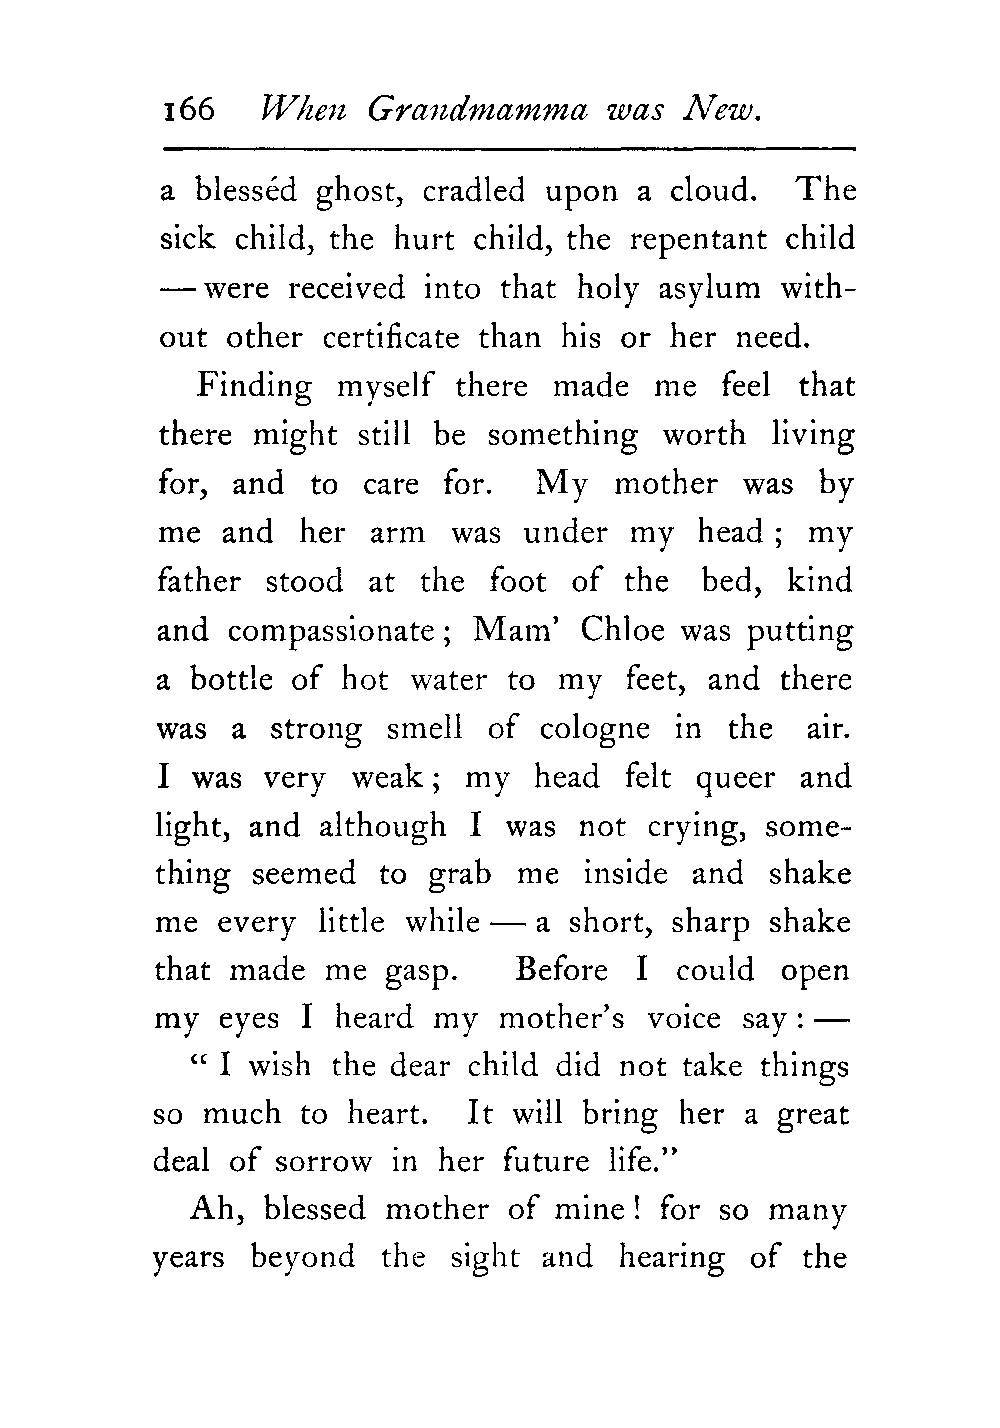 166 When Grandmamma was New.
a blesséd ghost, cradled upon a cloud. The
sick child, the hurt child, the repentant child
— were received into that holy asylum with-
out other certificate than his or her need.
Finding myself there made me feel that
there might still be something worth living
for, and to care for. My mother was by
me and her arm was under my head ; my
father stood at the foot of the bed, kind
and compassionate ; Mam' Chloe was putting
a bottle of hot water to my feet, and there
was a strong smell of cologne in the air.
I was very weak ; my head felt queer and
light, and although I was not crying, some-
thing seemed to grab me inside and shake
me every little while — a short, sharp shake
that made me gasp. Before I could open
my eyes I heard my mother's voice say : —
“ I wish the dear child did not take things
so much to heart. It will bring her a great
deal of sorrow in her future life.”
Ah, blessed mother of mine ! for so many
years beyond the sight and hearing of the